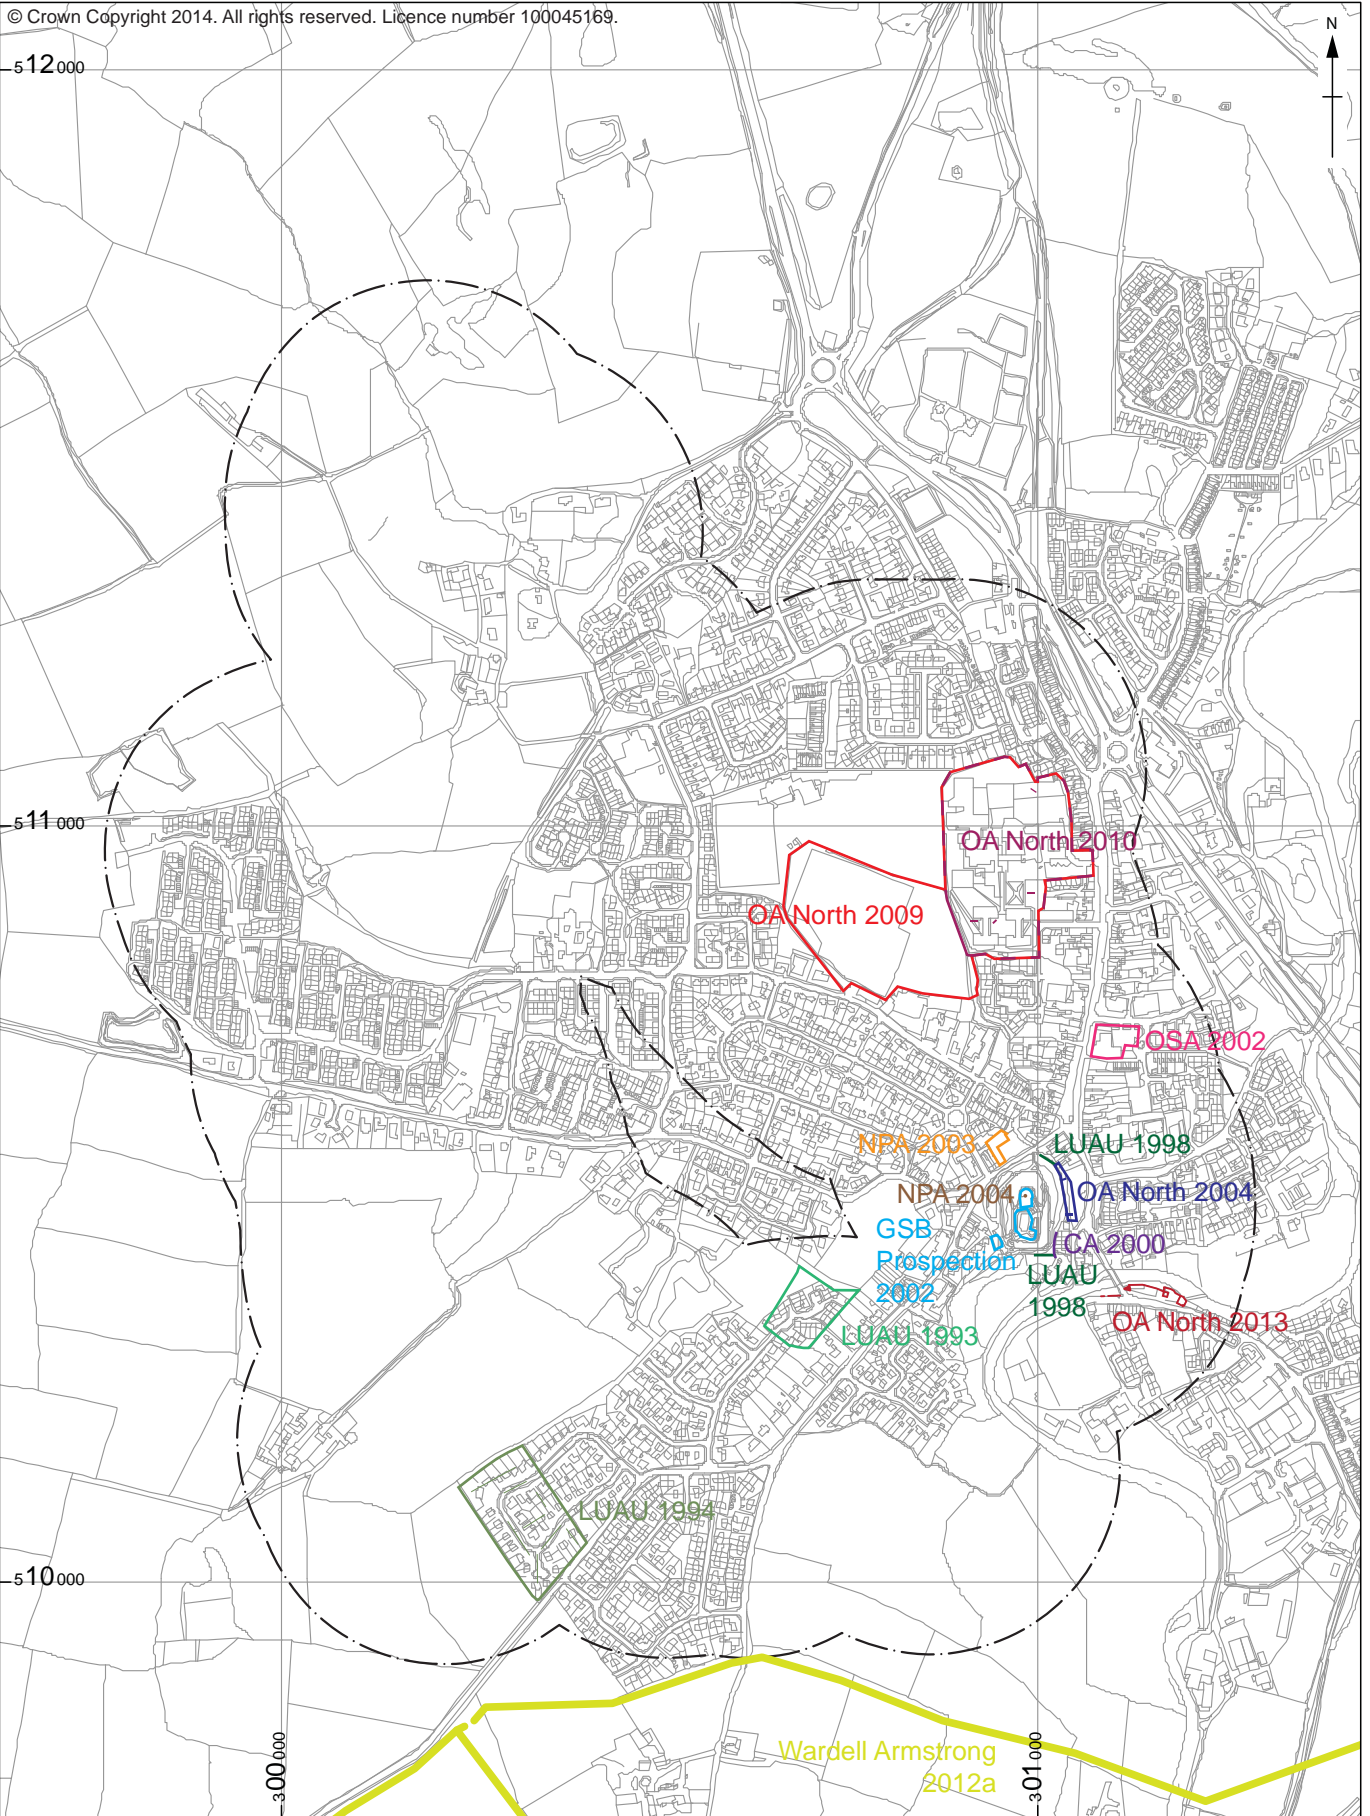 © Crown Copyright 2014. All rights reserved. Licence number 100045169.
N
512000
511000
OA North 2010
OA North 2009
OSA 2002
NPA 2003
LUAU 1998
NPA 2004
OA North 2004
GSB
Prospection
2002
CA 2000
LUAU
1998
OA North 2013
LUAU 1993
LUAU 1994
510000
Wardell Armstrong
2012a
300000
301000